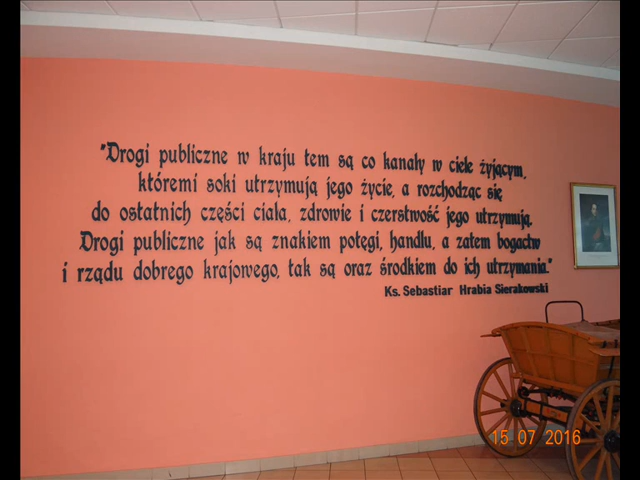 "Drogi publiczne w kraju tem są co kanały w ciele żyjącym,
któremi soki utrzymują jego życie, a rozchodząc się
do ostatnich części ciała, zdrowie i czerstwość jego utrzymują.
Drogi publiczne jak są znakiem potęgi, handlu, a zatem bogactw
i rządu dobrego krajowego, tak są oraz środkiem do ich utrzymania."
Ks. Sebastiar Hrabia Sierakowski
15 07 2016